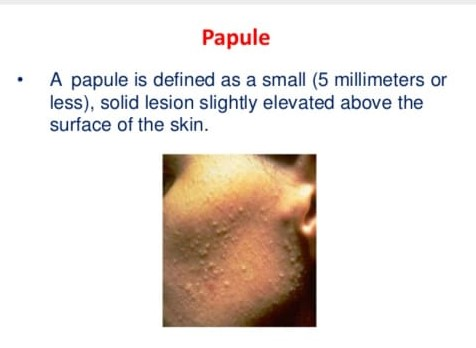 Papule
• A papule is defined as a small (5 millimeters or
less), solid lesion slightly elevated above the
surface of the skin.